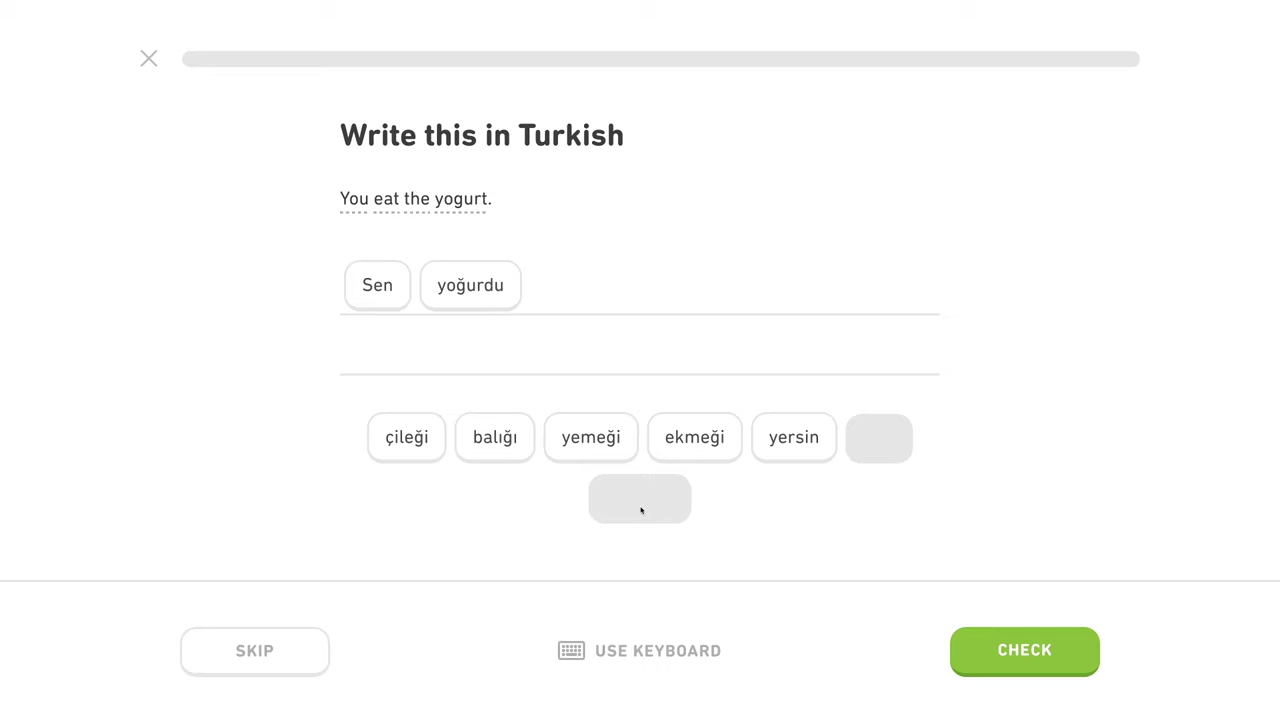 Write this in Turkish
You eat the yogurt.
Sen yoğurdu
çileği balığı yemeği ekmeği yersin
SKIP USE KEYBOARD CHECK